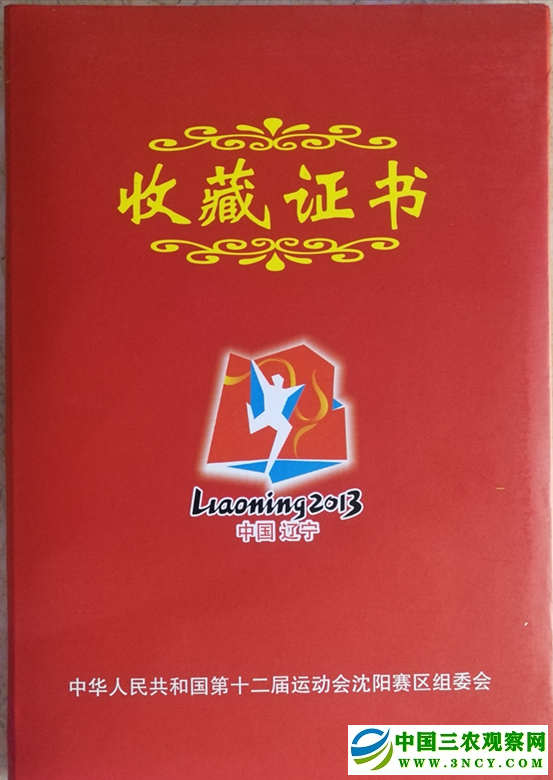 收藏证书
Liaoning2013
中国 辽宁
中华人民共和国第十二届运动会沈阳赛区组委会
中国三农观察网
WWW.3NCY.COM